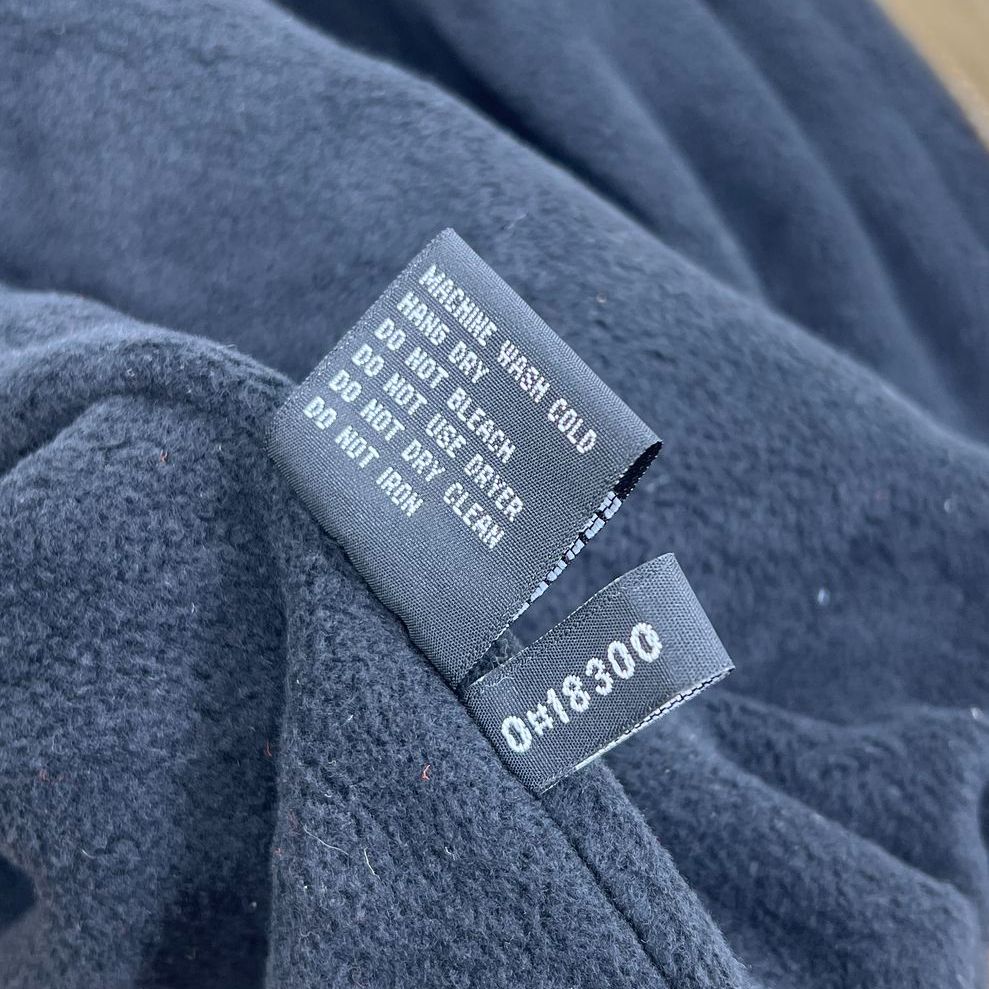 MACHINE WASH COLD
HANG DRY
DO NOT BLEACH
DO NOT USE DRYER
DO NOT DRY CLEAN
DO NOT IRON
O#18300